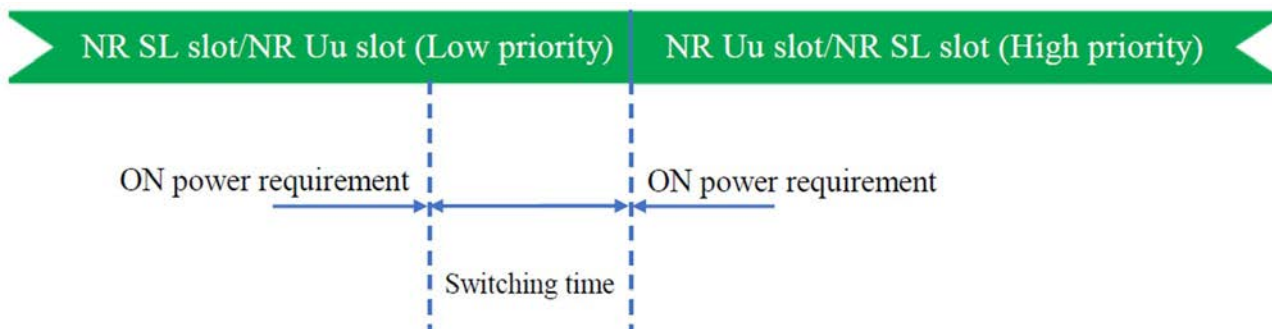 NR SL slot/NR Uu slot (Low priority) NR Uu slot/NR SL slot (High priority)
ON power requirement ON power requirement
Switching time